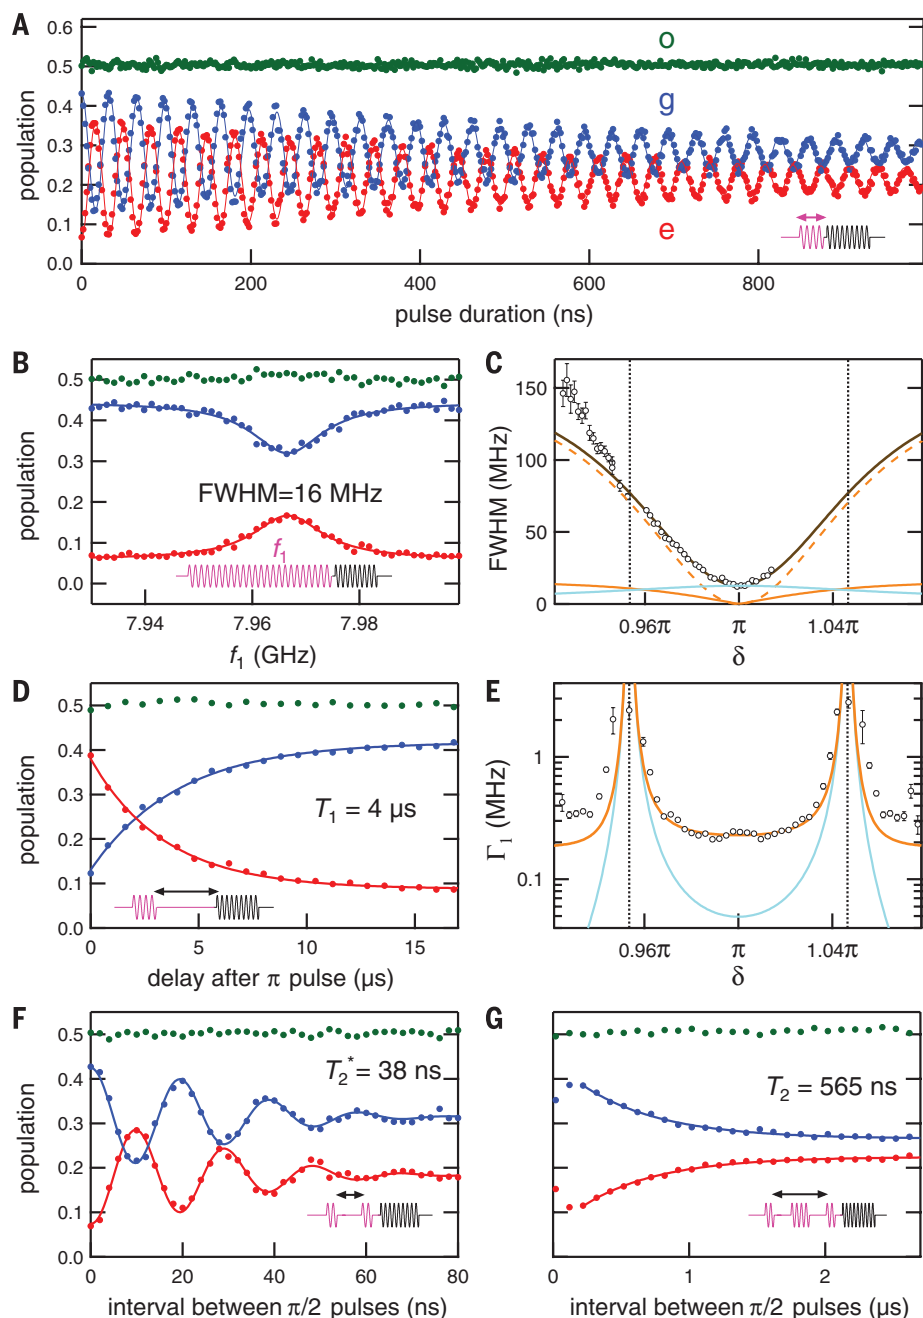 A
0.6
0.5
0.4
0.3
0.2
0.1
0.0
population
o
g
e
0 200 400 600 800
pulse duration (ns)
B
0.5
0.4
0.3
0.2
0.1
0.0
population
FWHM=16 MHz
f1
7.94 7.96 7.98
f1 (GHz)
C
150
100
50
0
FWHM (MHz)
0.96π π 1.04π
δ
D
0.5
0.4
0.3
0.2
0.1
0.0
population
T1 = 4 µs
0 5 10 15
delay after π pulse (µs)
E
1
0.1
Γ1 (MHz)
0.96π π 1.04π
δ
F
0.5
0.4
0.3
0.2
0.1
0.0
population
T2* = 38 ns
0 20 40 60 80
interval between π/2 pulses (ns)
G
T2 = 565 ns
0 1 2
interval between π/2 pulses (µs)